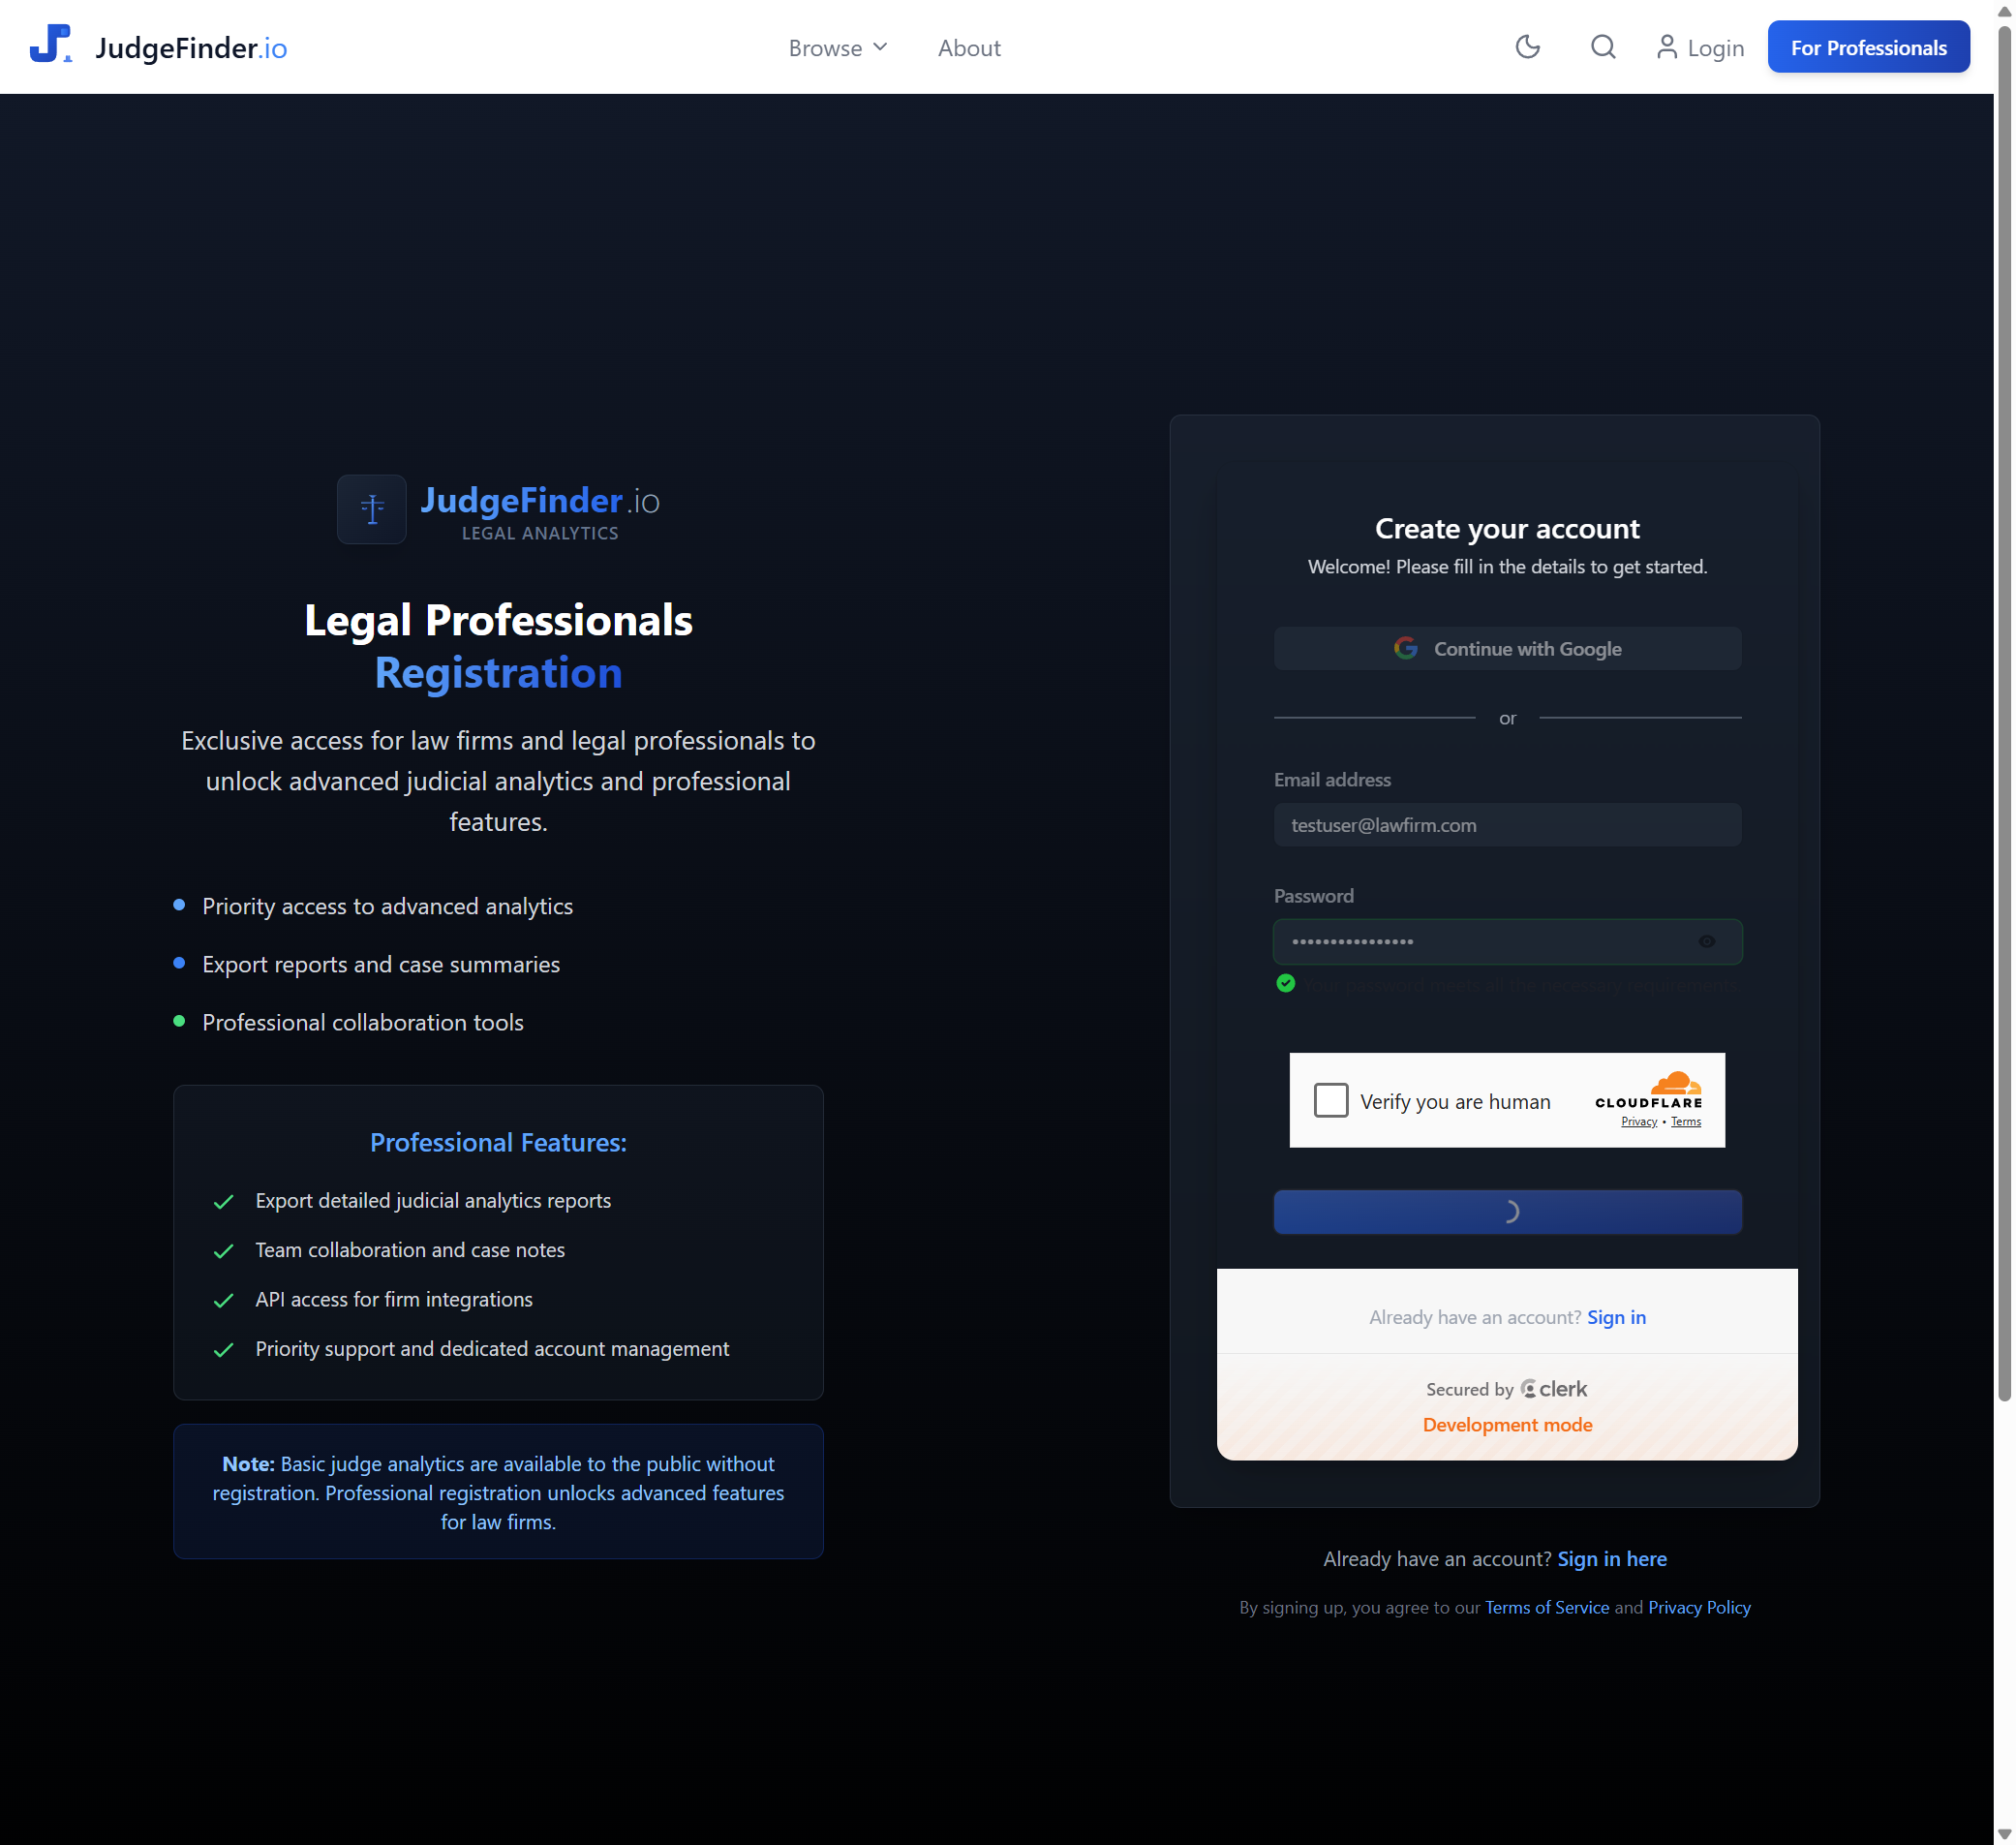 JudgeFinder.io
Browse
About
Login
For Professionals
JudgeFinder.io
LEGAL ANALYTICS
Legal Professionals
Registration
Exclusive access for law firms and legal professionals to
unlock advanced judicial analytics and professional
features.
Priority access to advanced analytics
Export reports and case summaries
Professional collaboration tools
Professional Features:
Export detailed judicial analytics reports
Team collaboration and case notes
API access for firm integrations
Priority support and dedicated account management
Note: Basic judge analytics are available to the public without
registration. Professional registration unlocks advanced features
for law firms.
Create your account
Welcome! Please fill in the details to get started.
Continue with Google
or
Email address
testuser@lawfirm.com
Password
••••••••••••••••
Your password meets all the necessary requirements.
Verify you are human
CLOUDFLARE
Privacy • Terms
Already have an account? Sign in
Secured by clerk
Development mode
Already have an account? Sign in here
By signing up, you agree to our Terms of Service and Privacy Policy